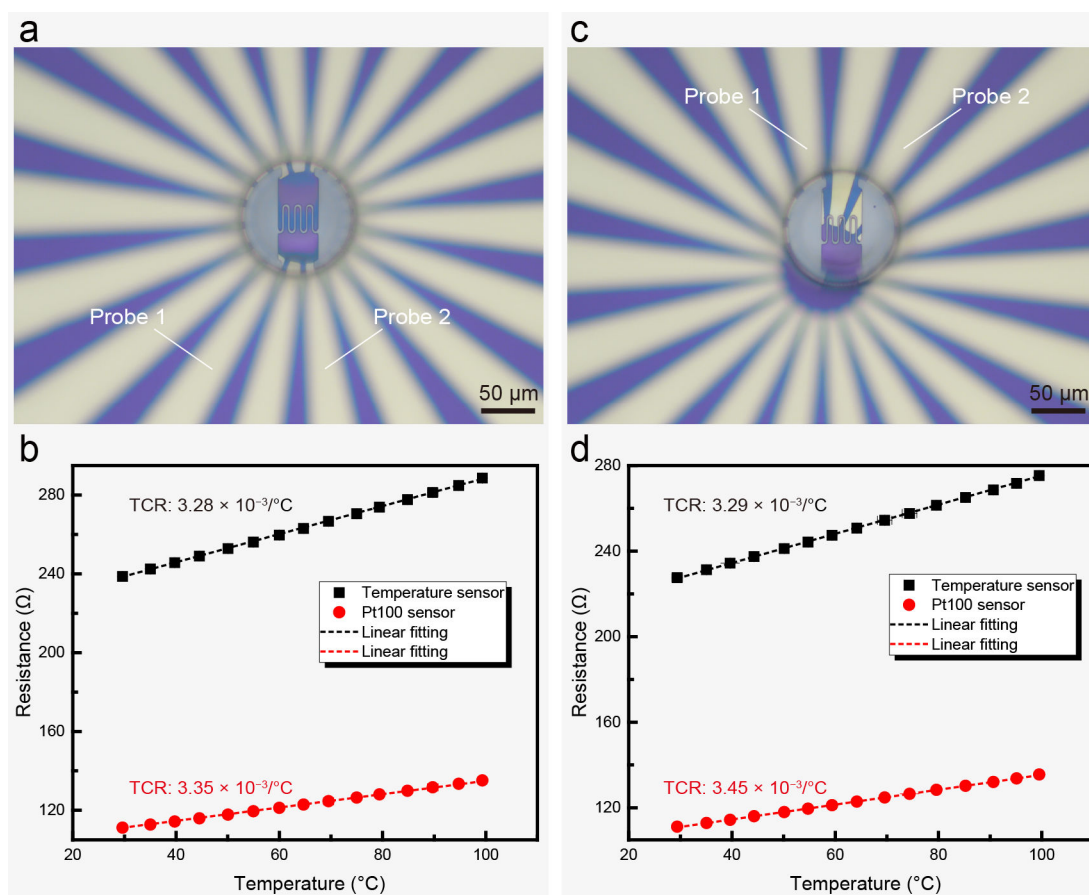 a
Probe 1
Probe 2
50 µm
c
Probe 1
Probe 2
50 µm
b
280
240
200
160
120
20
40
60
80
100
Resistance (Ω)
Temperature (°C)
TCR: 3.28 × 10⁻³/°C
Temperature sensor
Pt100 sensor
Linear fitting
Linear fitting
TCR: 3.35 × 10⁻³/°C
d
280
240
200
160
120
20
40
60
80
100
Resistance (Ω)
Temperature (°C)
TCR: 3.29 × 10⁻³/°C
Temperature sensor
Pt100 sensor
Linear fitting
Linear fitting
TCR: 3.45 × 10⁻³/°C